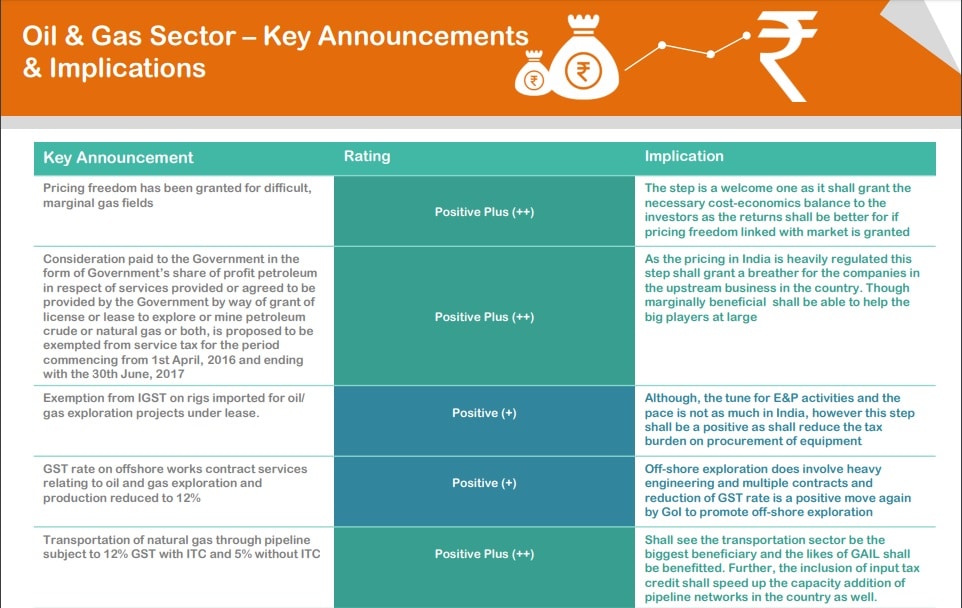 Oil & Gas Sector – Key Announcements
& Implications
₹
₹
₹
Key Announcement
Rating
Implication
Pricing freedom has been granted for difficult,
marginal gas fields
Positive Plus (++)
The step is a welcome one as it shall grant the
necessary cost-economics balance to the
investors as the returns shall be better for if
pricing freedom linked with market is granted
Consideration paid to the Government in the
form of Government’s share of profit petroleum
in respect of services provided or agreed to be
provided by the Government by way of grant of
license or lease to explore or mine petroleum
crude or natural gas or both, is proposed to be
exempted from service tax for the period
commencing from 1st April, 2016 and ending
with the 30th June, 2017
Positive Plus (++)
As the pricing in India is heavily regulated this
step shall grant a breather for the companies in
the upstream business in the country. Though
marginally beneficial shall be able to help the
big players at large
Exemption from IGST on rigs imported for oil/
gas exploration projects under lease.
Positive (+)
Although, the tune for E&P activities and the
pace is not as much in India, however this step
shall be a positive as shall reduce the tax
burden on procurement of equipment
GST rate on offshore works contract services
relating to oil and gas exploration and
production reduced to 12%
Positive (+)
Off-shore exploration does involve heavy
engineering and multiple contracts and
reduction of GST rate is a positive move again
by GoI to promote off-shore exploration
Transportation of natural gas through pipeline
subject to 12% GST with ITC and 5% without ITC
Positive Plus (++)
Shall see the transportation sector be the
biggest beneficiary and the likes of GAIL shall
be benefitted. Further, the inclusion of input tax
credit shall speed up the capacity addition of
pipeline networks in the country as well.